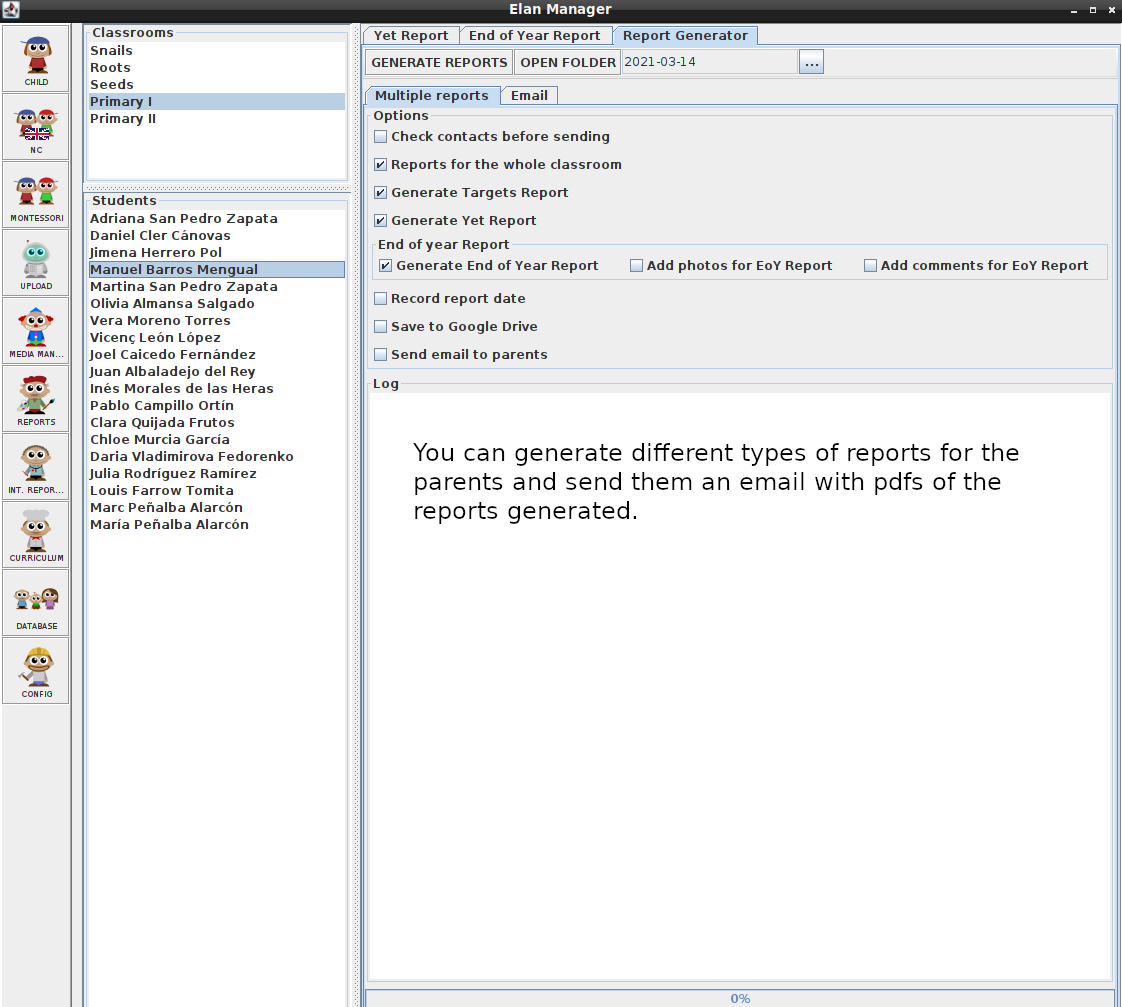 Elan Manager
CHILD
NC
MONTESSORI
UPLOAD
MEDIA MAN...
REPORTS
INT. REPOR...
CURRICULUM
DATABASE
CONFIG
Classrooms
Snails
Roots
Seeds
Primary I
Primary II
Students
Adriana San Pedro Zapata
Daniel Cler Cánovas
Jimena Herrero Pol
Manuel Barros Mengual
Martina San Pedro Zapata
Olivia Almansa Salgado
Vera Moreno Torres
Vicenç León López
Joel Caicedo Fernández
Juan Albaladejo del Rey
Inés Morales de las Heras
Pablo Campillo Ortín
Clara Quijada Frutos
Chloe Murcia García
Daria Vladimirova Fedorenko
Julia Rodríguez Ramírez
Louis Farrow Tomita
Marc Peñalba Alarcón
María Peñalba Alarcón
Yet Report End of Year Report Report Generator
GENERATE REPORTS OPEN FOLDER 2021-03-14 ...
Multiple reports Email
Options
Check contacts before sending
Reports for the whole classroom
Generate Targets Report
Generate Yet Report
End of year Report
Generate End of Year Report Add photos for EoY Report Add comments for EoY Report
Record report date
Save to Google Drive
Send email to parents
Log
You can generate different types of reports for the
parents and send them an email with pdfs of the
reports generated.
0%